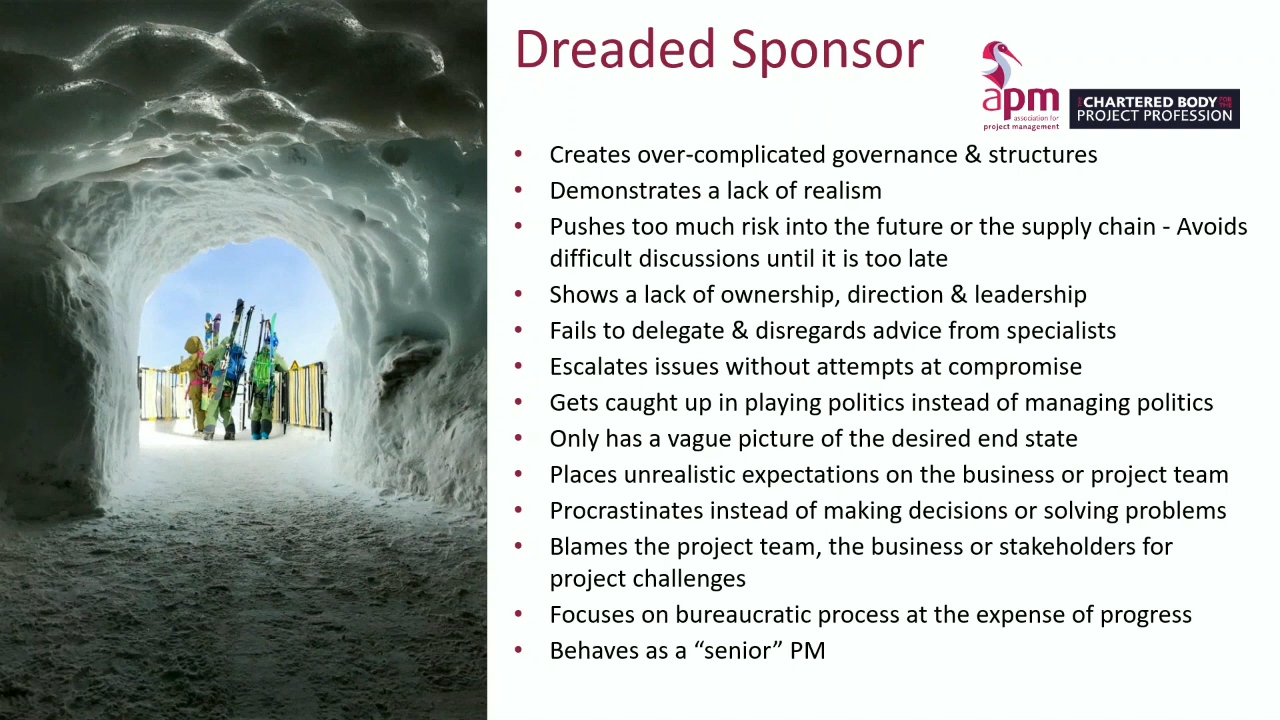 Dreaded Sponsor
apm
association for
project management
CHARTERED BODY FOR THE
PROJECT PROFESSION
• Creates over-complicated governance & structures
• Demonstrates a lack of realism
• Pushes too much risk into the future or the supply chain - Avoids
difficult discussions until it is too late
• Shows a lack of ownership, direction & leadership
• Fails to delegate & disregards advice from specialists
• Escalates issues without attempts at compromise
• Gets caught up in playing politics instead of managing politics
• Only has a vague picture of the desired end state
• Places unrealistic expectations on the business or project team
• Procrastinates instead of making decisions or solving problems
• Blames the project team, the business or stakeholders for
project challenges
• Focuses on bureaucratic process at the expense of progress
• Behaves as a “senior” PM